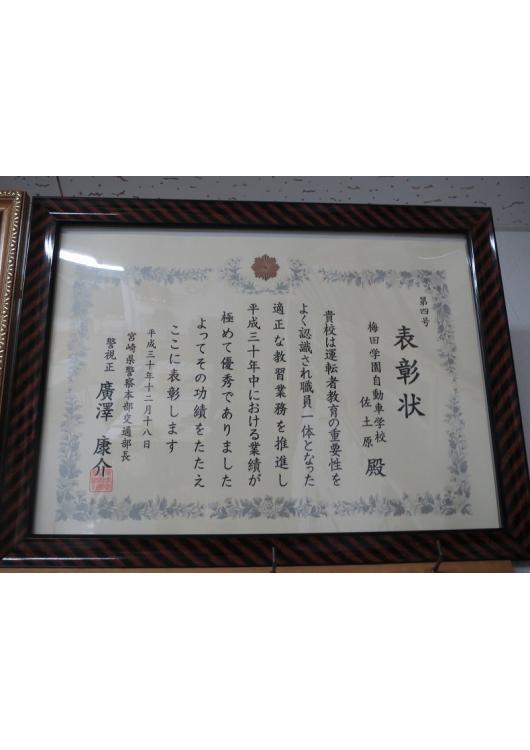 第四号
表彰状
梅田学園自動車学校
佐土原 殿
貴校は運転者教育の重要性を
よく認識され職員一体となった
適正な教習業務を推進し
平成三十年中における業績が
極めて優秀でありました
よってその功績をたたえ
ここに表彰します
平成三十年十二月十八日
宮崎県警察本部交通部長
警視正 廣澤康介